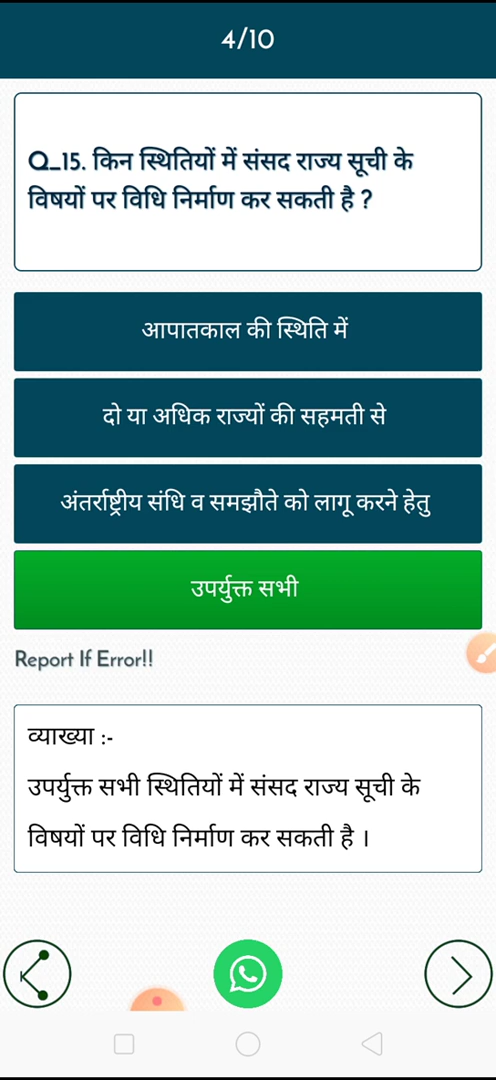 4/10
Q_15. किन स्थितियों में संसद राज्य सूची के
विषयों पर विधि निर्माण कर सकती है ?
आपातकाल की स्थिति में
दो या अधिक राज्यों की सहमती से
अंतर्राष्ट्रीय संधि व समझौते को लागू करने हेतु
उपर्युक्त सभी
Report If Error!!
व्याख्या :-
उपर्युक्त सभी स्थितियों में संसद राज्य सूची के
विषयों पर विधि निर्माण कर सकती है ।